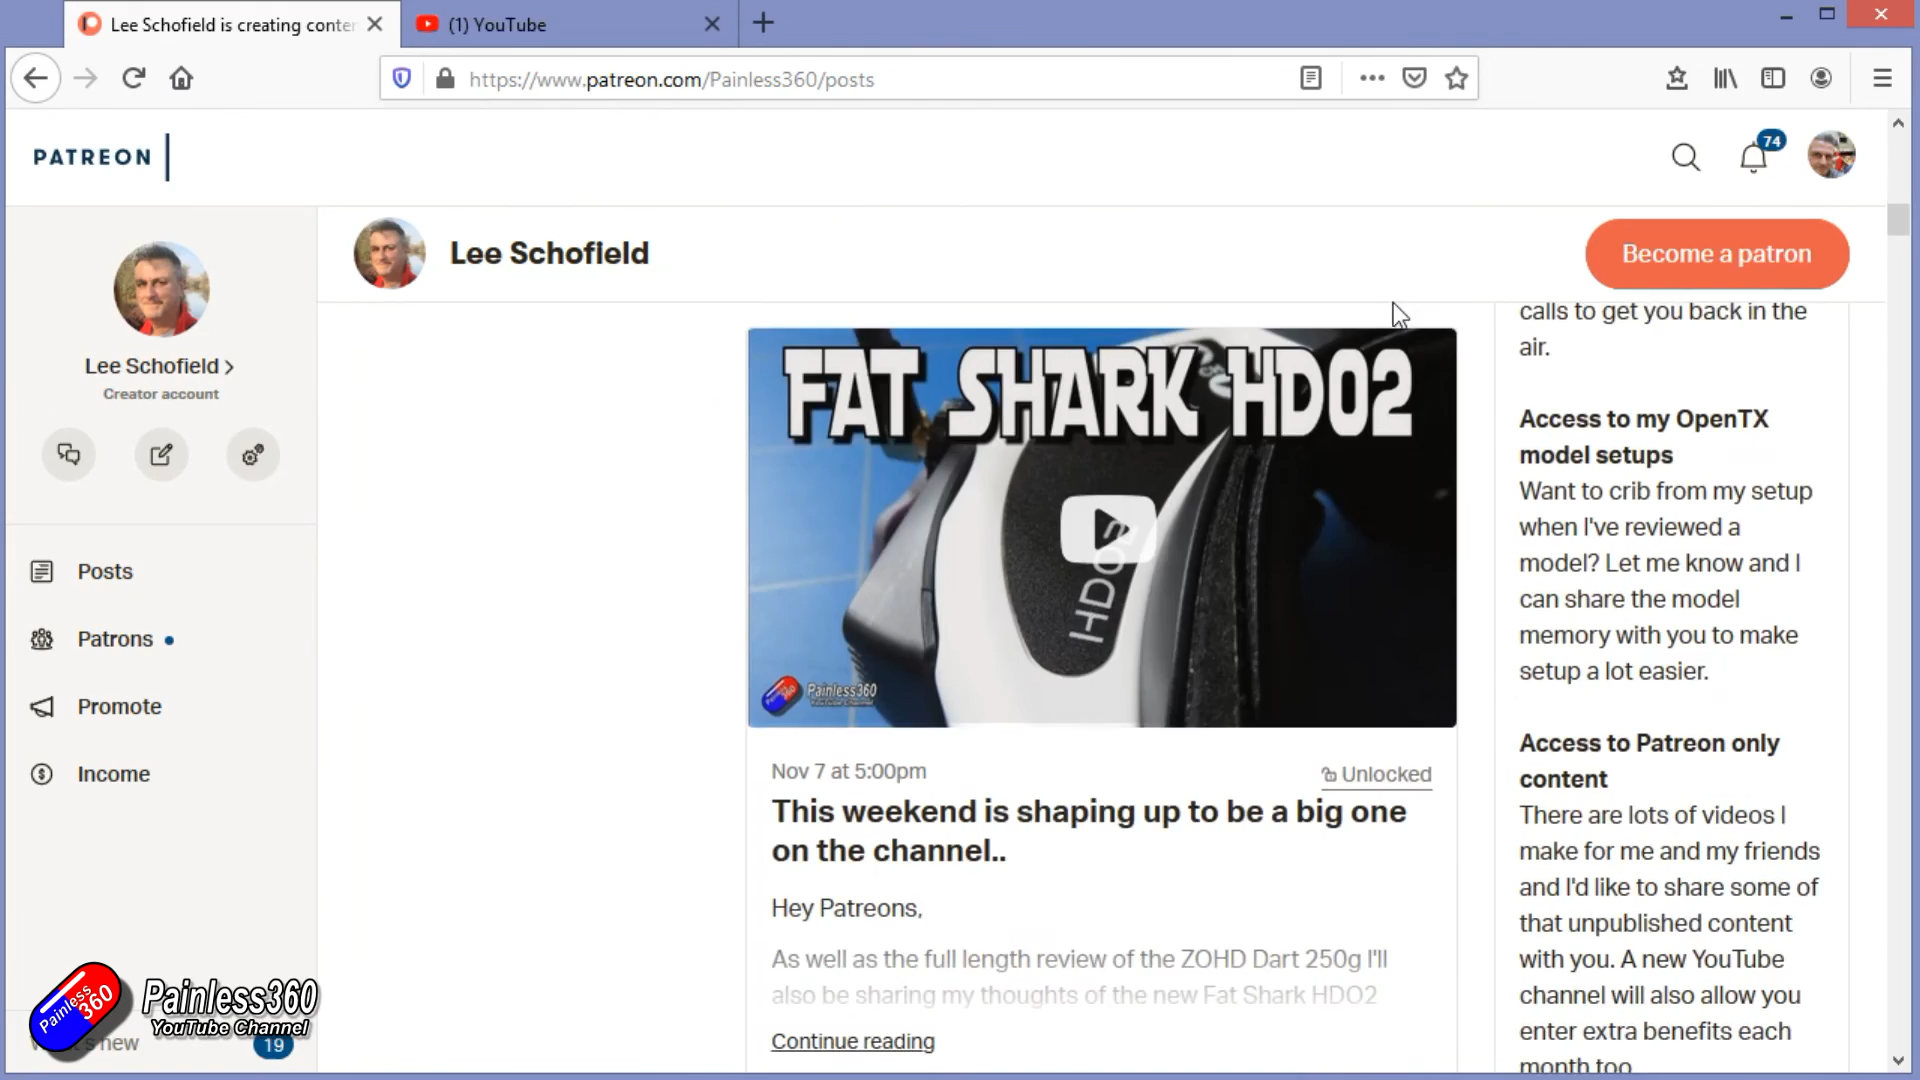 Lee Schofield is creating conter
(1) YouTube
https://www.patreon.com/Painless360/posts
PATREON
74
Lee Schofield
Become a patron
Lee Schofield
Creator account
Posts
Patrons
Promote
Income
What's new
19
Painless360
Painless360
YouTube Channel
FAT SHARK HDO2
HDO2
Painless360
YouTube Channel
Nov 7 at 5:00pm
Unlocked
This weekend is shaping up to be a big one
on the channel..
Hey Patreons,
As well as the full length review of the ZOHD Dart 250g I'll
also be sharing my thoughts of the new Fat Shark HDO2
Continue reading
calls to get you back in the
air.
Access to my OpenTX
model setups
Want to crib from my setup
when I've reviewed a
model? Let me know and I
can share the model
memory with you to make
setup a lot easier.
Access to Patreon only
content
There are lots of videos I
make for me and my friends
and I'd like to share some of
that unpublished content
with you. A new YouTube
channel will also allow you
enter extra benefits each
month too